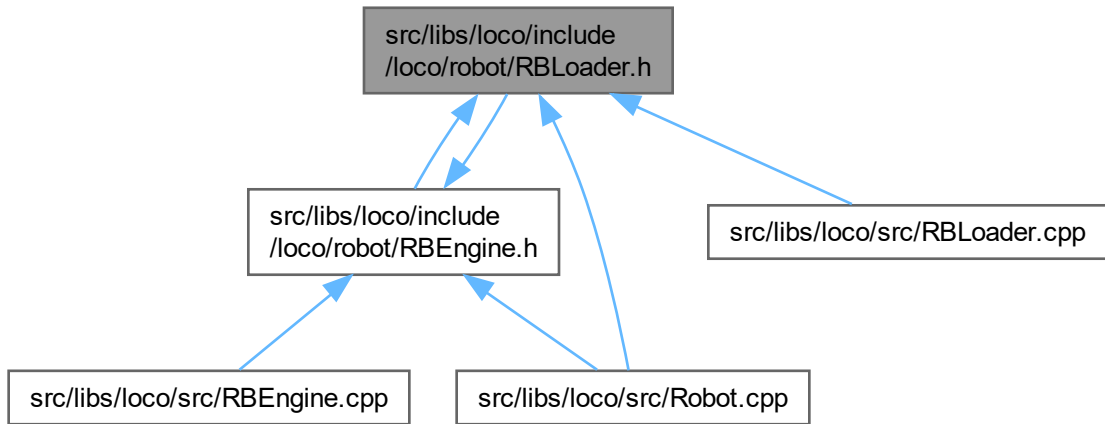 src/libs/loco/include
/loco/robot/RBLoader.h
src/libs/loco/include
/loco/robot/RBEngine.h
src/libs/loco/src/RBLoader.cpp
src/libs/loco/src/RBEngine.cpp
src/libs/loco/src/Robot.cpp